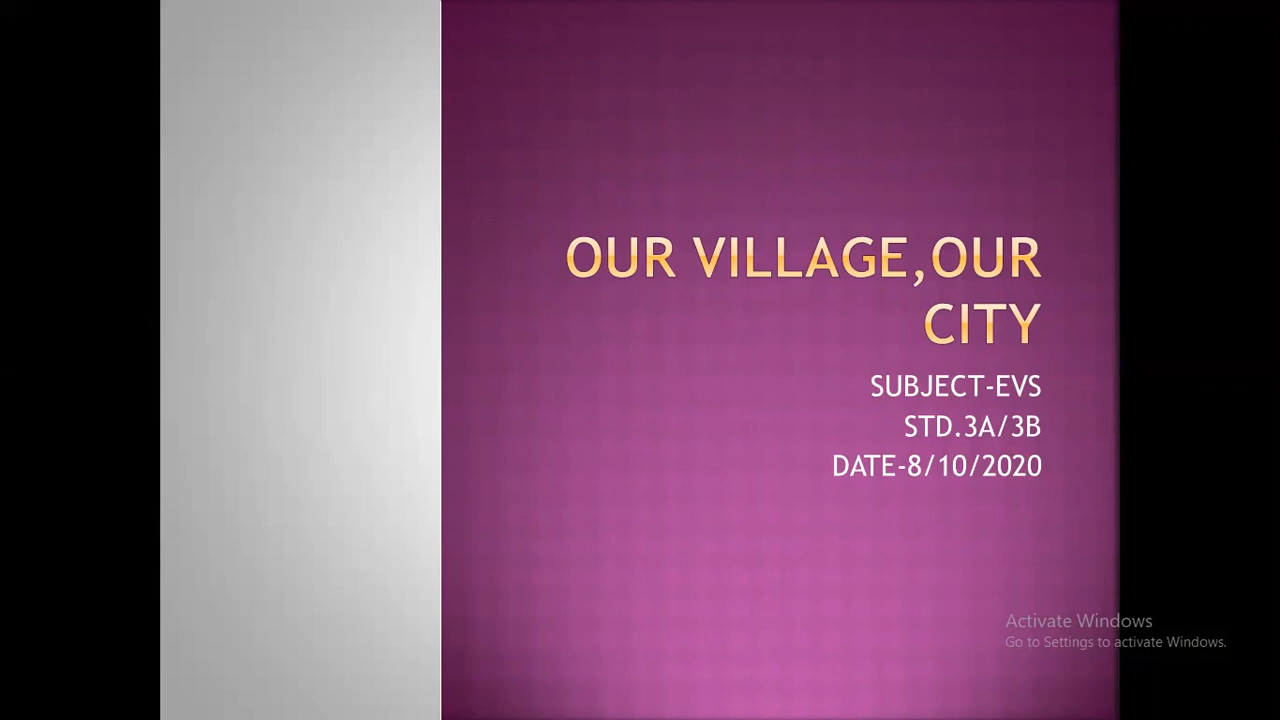 OUR VILLAGE,OUR
CITY
SUBJECT-EVS
STD.3A/3B
DATE-8/10/2020
Activate Windows
Go to Settings to activate Windows.